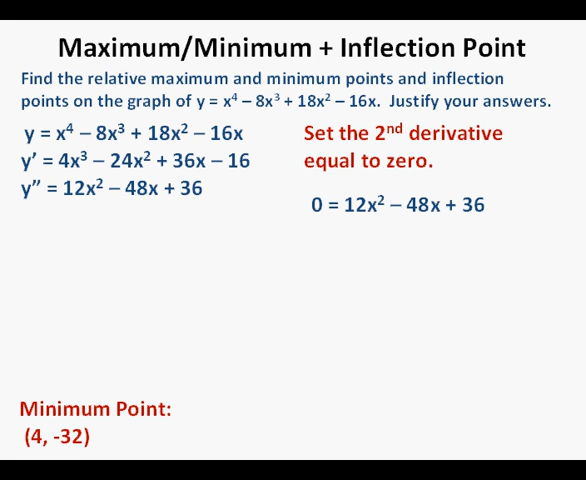 Maximum/Minimum + Inflection Point
Find the relative maximum and minimum points and inflection
points on the graph of y = x⁴ – 8x³ + 18x² – 16x. Justify your answers.
y = x⁴ – 8x³ + 18x² – 16x
y' = 4x³ – 24x² + 36x – 16
y” = 12x² – 48x + 36
Set the 2ⁿᵈ derivative
equal to zero.
0 = 12x² – 48x + 36
Minimum Point:
(4, -32)